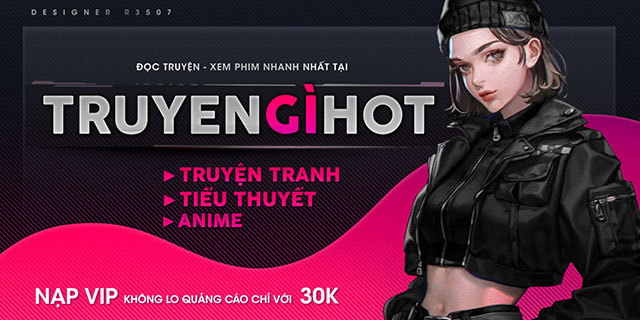 DESIGNER R3507
ĐỌC TRUYỆN - XEM PHIM NHANH NHẤT TẠI
TRUYENGÌHOT
▶ TRUYỆN TRANH
▶ TIỂU THUYẾT
▶ ANIME
NẠP VIP KHÔNG LO QUẢNG CÁO CHỈ VỚI 30K